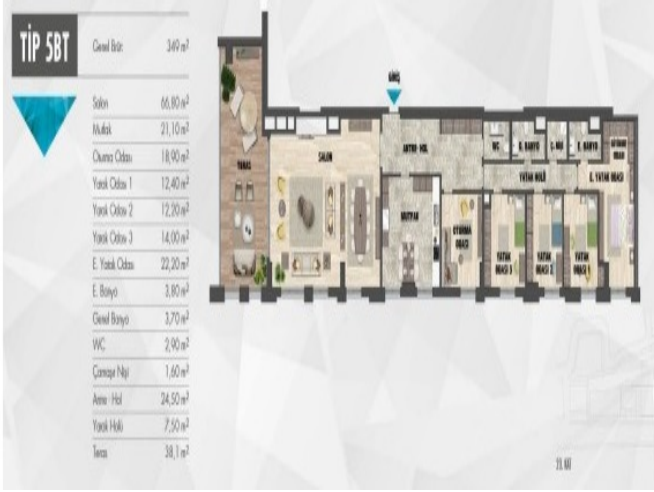 TİP 5BT
Genel Brüt: 349 m²
Salon 66,80 m²
Mutfak 21,10 m²
Oturma Odası 18,90 m²
Yatak Odası 1 12,40 m²
Yatak Odası 2 12,20 m²
Yatak Odası 3 14,00 m²
E. Yatak Odası 22,20 m²
E. Banyo 3,80 m²
Genel Banyo 3,70 m²
WC 2,90 m²
Çamaşır Nişi 1,60 m²
Antre - Hol 24,50 m²
Yatak Holü 7,50 m²
Teras 38,1 m²
GİRİŞ
TERAS
SALON
ANTRE - HOL
MUTFAK
OTURMA
ODASI
WC
G. BANYO
Ç. NİŞİ
E. BANYO
YATAK HOLÜ
E. YATAK ODASI
YATAK
ODASI 3
YATAK
ODASI 2
YATAK
ODASI 1